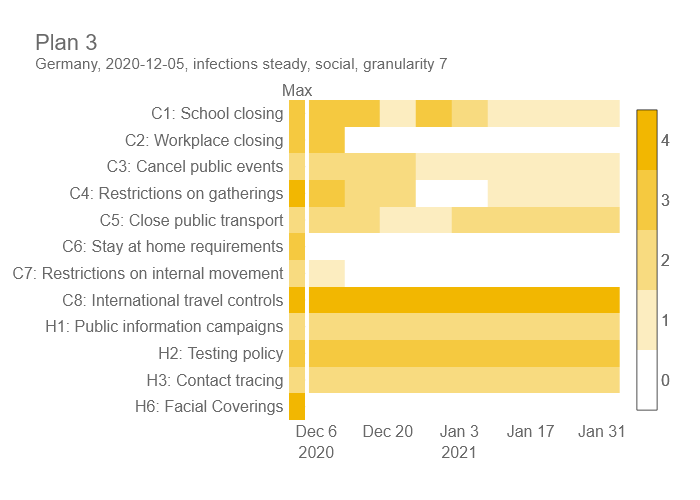 Plan 3
Germany, 2020-12-05, infections steady, social, granularity 7
Max
C1: School closing
C2: Workplace closing
C3: Cancel public events
C4: Restrictions on gatherings
C5: Close public transport
C6: Stay at home requirements
C7: Restrictions on internal movement
C8: International travel controls
H1: Public information campaigns
H2: Testing policy
H3: Contact tracing
H6: Facial Coverings
4
3
2
1
0
Dec 6 Dec 20 Jan 3 Jan 17 Jan 31
2020 2021